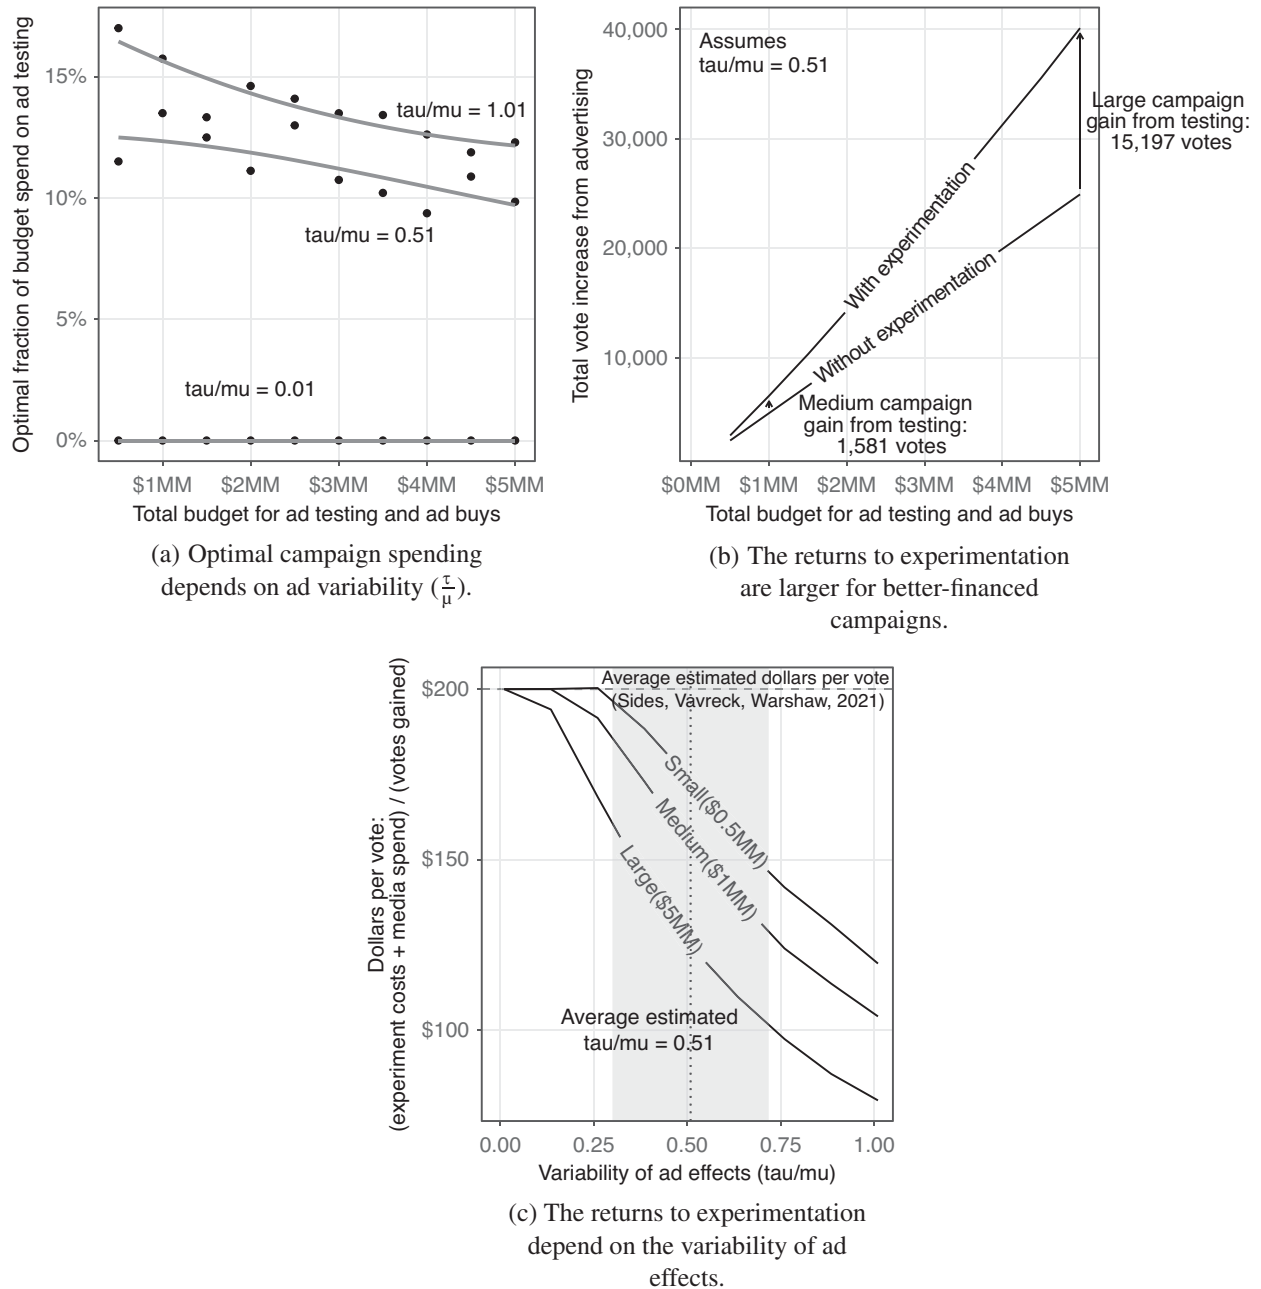 Optimal fraction of budget spend on ad testing
15%
10%
5%
0%
tau/mu = 1.01
tau/mu = 0.51
tau/mu = 0.01
$1MM $2MM $3MM $4MM $5MM
Total budget for ad testing and ad buys
(a) Optimal campaign spending
depends on ad variability (τ/μ).
Total vote increase from advertising
40,000
30,000
20,000
10,000
Assumes
tau/mu = 0.51
Large campaign
gain from testing:
15,197 votes
With experimentation
Without experimentation
Medium campaign
gain from testing:
1,581 votes
$0MM $1MM $2MM $3MM $4MM $5MM
Total budget for ad testing and ad buys
(b) The returns to experimentation
are larger for better-financed
campaigns.
Dollars per vote:
(experiment costs + media spend) / (votes gained)
$200
$150
$100
Average estimated dollars per vote
(Sides, Vavreck, Warshaw, 2021)
Small($0.5MM)
Medium($1MM)
Large($5MM)
Average estimated
tau/mu = 0.51
0.00 0.25 0.50 0.75 1.00
Variability of ad effects (tau/mu)
(c) The returns to experimentation
depend on the variability of ad
effects.